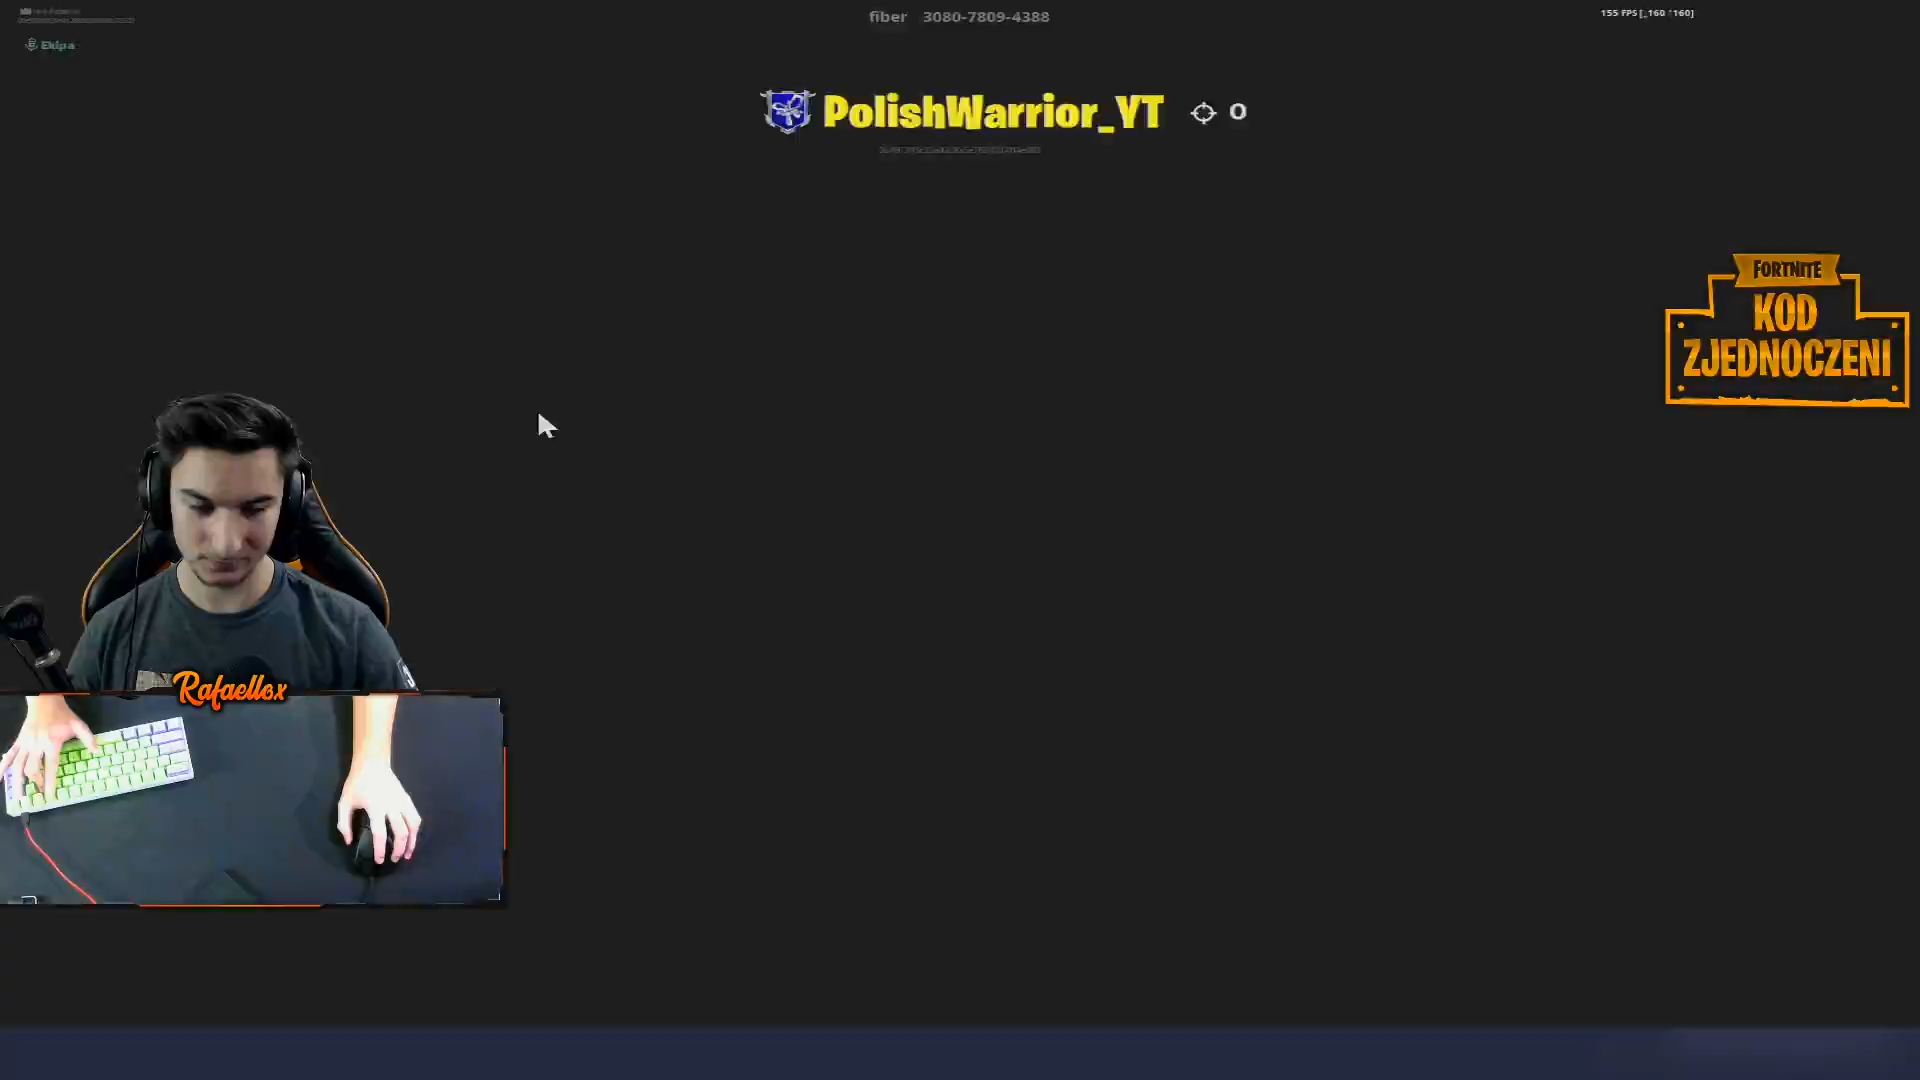 fiber 3080-7809-4388
155 FPS [
Ekipa
PolishWarrior_YT 0
FORTNITE
KOD
ZJEDNOCZENI
Rafaellox